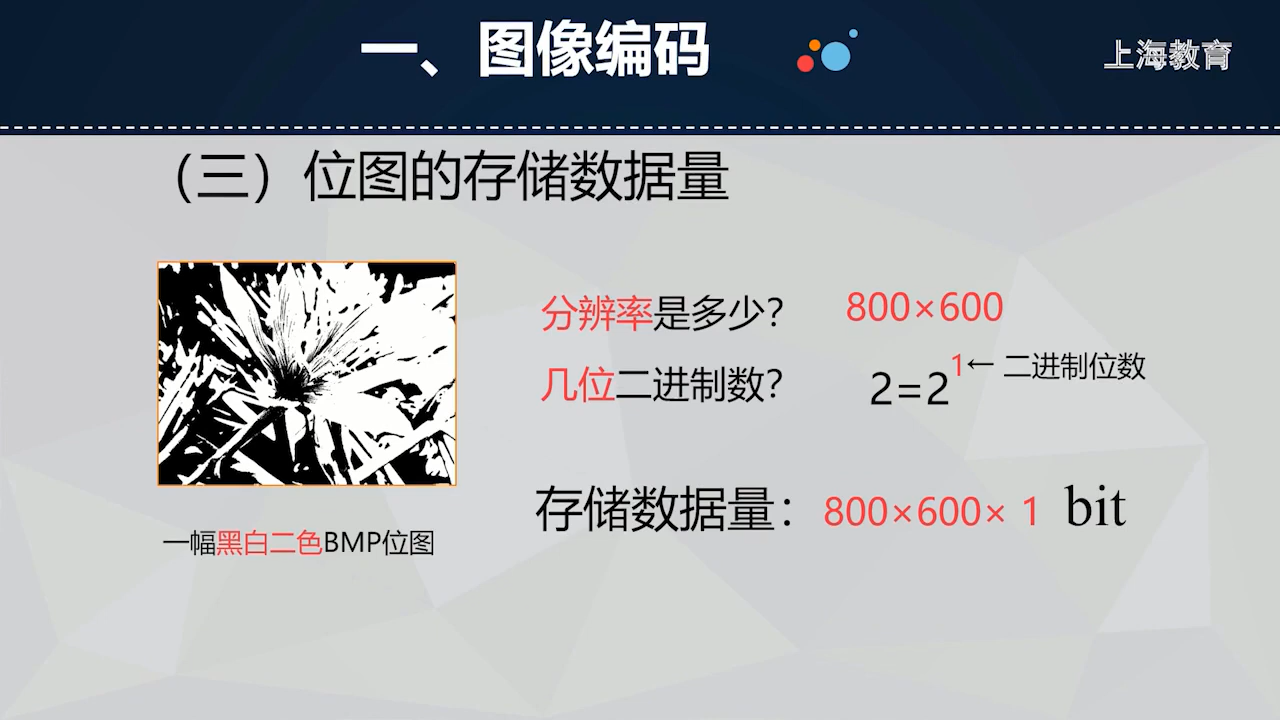 一、图像编码
上海教育
（三）位图的存储数据量
分辨率是多少？ 800×600
几位二进制数？ 2=2¹← 二进制位数
存储数据量：800×600× 1 bit
一幅黑白二色BMP位图